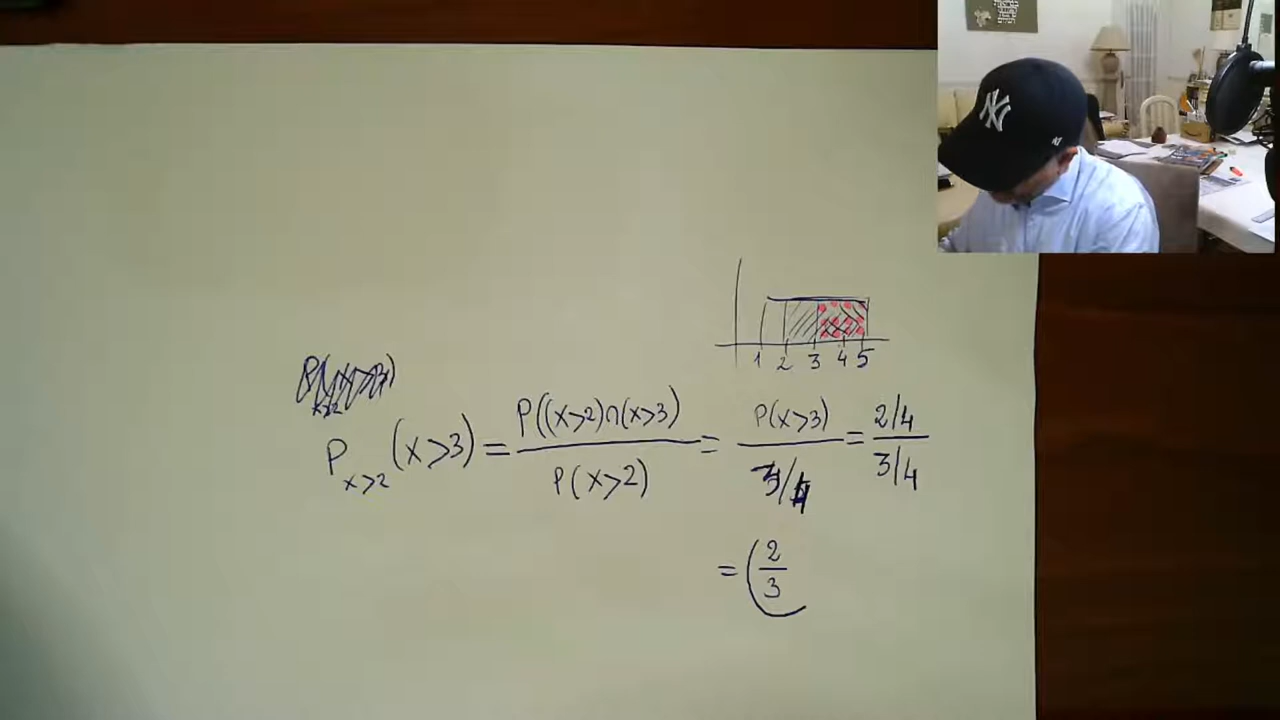 NY
1 2 3 4 5
P_{X>2}(X>3) = P((X>2)∩(X>3)) / P(X>2) = P(X>3) / (3/4) = (2/4) / (3/4)
= 2/3